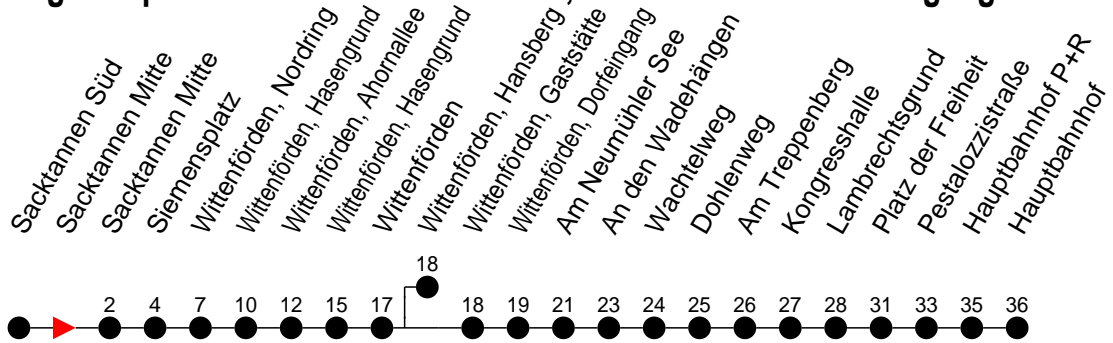 Sacktannen Süd
Sacktannen Mitte
Sacktannen Mitte
Siemensplatz
Wittenförden, Nordring
Wittenförden, Hasengrund
Wittenförden, Ahornallee
Wittenförden, Hasengrund
Wittenförden
Wittenförden, Hansberg
Wittenförden, Gaststätte
Wittenförden, Dorfeingang
Am Neumühler See
An den Wadehängen
Wachtelweg
Dohlenweg
Am Treppenberg
Kongresshalle
Lambrechtsgrund
Platz der Freiheit
Pestalozzistraße
Hauptbahnhof P+R
Hauptbahnhof
18
2 4 7 10 12 15 17 18 19 21 23 24 25 26 27 28 31 33 35 36